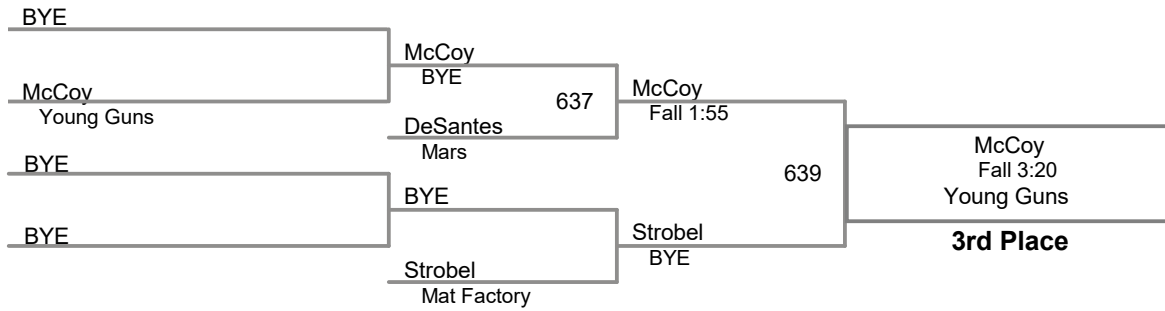 BYE
McCoy
Young Guns
BYE
BYE
McCoy
BYE
637
DeSantes
Mars
BYE
Strobel
Mat Factory
McCoy
Fall 1:55
639
Strobel
BYE
McCoy
Fall 3:20
Young Guns
3rd Place